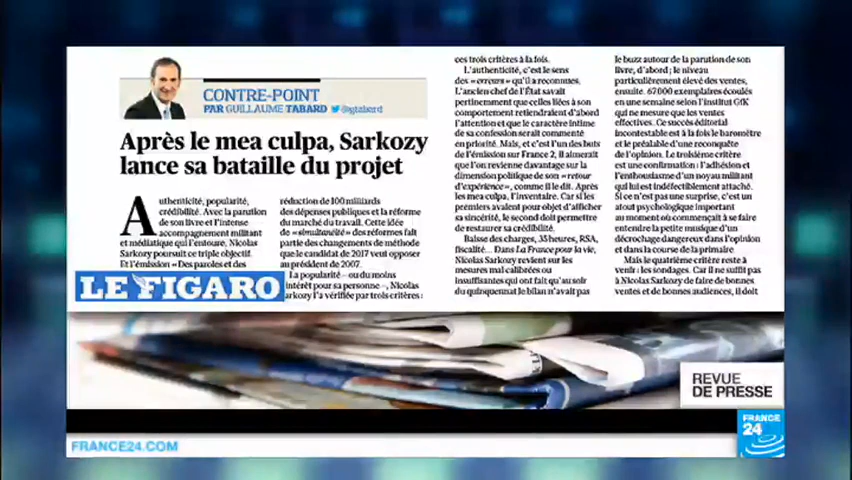 CONTRE-POINT
PAR GUILLAUME TABARD @gtabard
Après le mea culpa, Sarkozy
lance sa bataille du projet
Authenticité, popularité,
crédibilité. Avec la parution
de son livre et l'intense
accompagnement militant
et médiatique qui l'entoure, Nicolas
Sarkozy poursuit ce triple objectif.
Et l'émission « Des paroles et des
réduction de 100 milliards
des dépenses publiques et la réforme
du marché du travail. Cette idée
de « simultanéité » des réformes fait
partie des changements de méthode
que le candidat de 2017 veut opposer
au président de 2007.
La popularité - ou du moins
intérêt pour sa personne -, Nicolas
Sarkozy l'a vérifiée par trois critères :
ces trois critères à la fois.
L'authenticité, c'est le sens
des « erreurs » qu'il a reconnues.
L'ancien chef de l'État savait
pertinemment que celles liées à son
comportement retiendraient d'abord
l'attention et que le caractère intime
de sa confession serait commenté
en priorité. Mais, et c'est l'un des buts
de l'émission sur France 2, il aimerait
que l'on revienne davantage sur la
dimension politique de son « retour
d'expérience », comme il le dit. Après
les mea culpa, l'inventaire. Car si les
premiers avaient pour objet d'afficher
sa sincérité, le second doit permettre
de restaurer sa crédibilité.
Baisse des charges, 35 heures, RSA,
fiscalité... Dans La France pour la vie,
Nicolas Sarkozy revient sur les
mesures mal calibrées ou
insuffisantes qui ont fait qu'au soir
du quinquennat le bilan n'avait pas
le buzz autour de la parution de son
livre, d'abord ; le niveau
particulièrement élevé des ventes,
ensuite. 67 000 exemplaires écoulés
en une semaine selon l'institut GfK
qui ne mesure que les ventes
effectives. Ce succès éditorial
incontestable est à la fois le baromètre
et le préalable d'une reconquête
de l'opinion. Le troisième critère
est une confirmation : l'adhésion et
l'enthousiasme d'un noyau militant
qui lui est indéfectiblement attaché.
Si ce n'est pas une surprise, c'est un
atout psychologique important
au moment où commençait à se faire
entendre la petite musique d'un
décrochage dangereux dans l'opinion
et dans la course de la primaire.
Mais le quatrième critère reste à
venir : les sondages. Car il ne suffit pas
à Nicolas Sarkozy de faire de bonnes
ventes et de bonnes audiences, il doit
LE FIGARO
REVUE
DE PRESSE
FRANCE24.COM
FRANCE
24